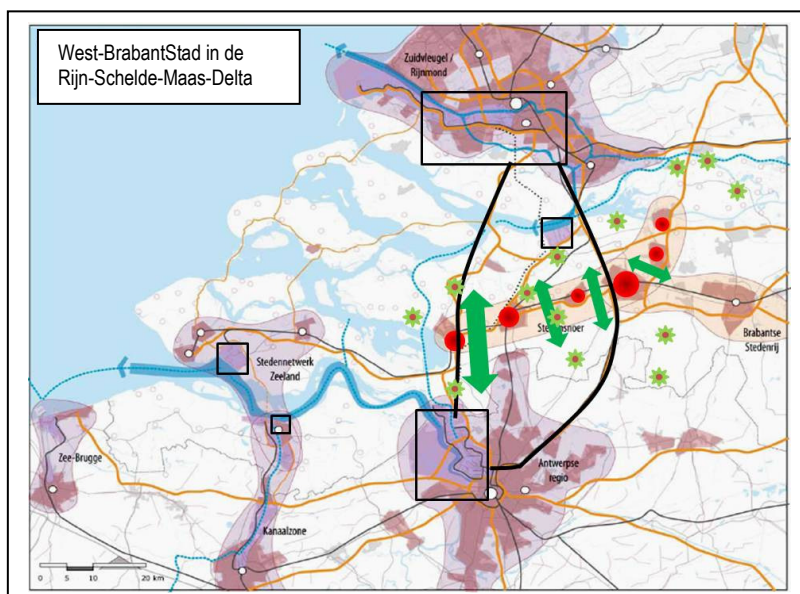 West-BrabantStad in de
Rijn-Schelde-Maas-Delta
Zuidvleugel /
Rijnmond
Stedennetwerk
Zeeland
Brabantse
Stedenrij
Zee-Brugge
Antwerpse
regio
Kanaalzone
0 5 10 20 km